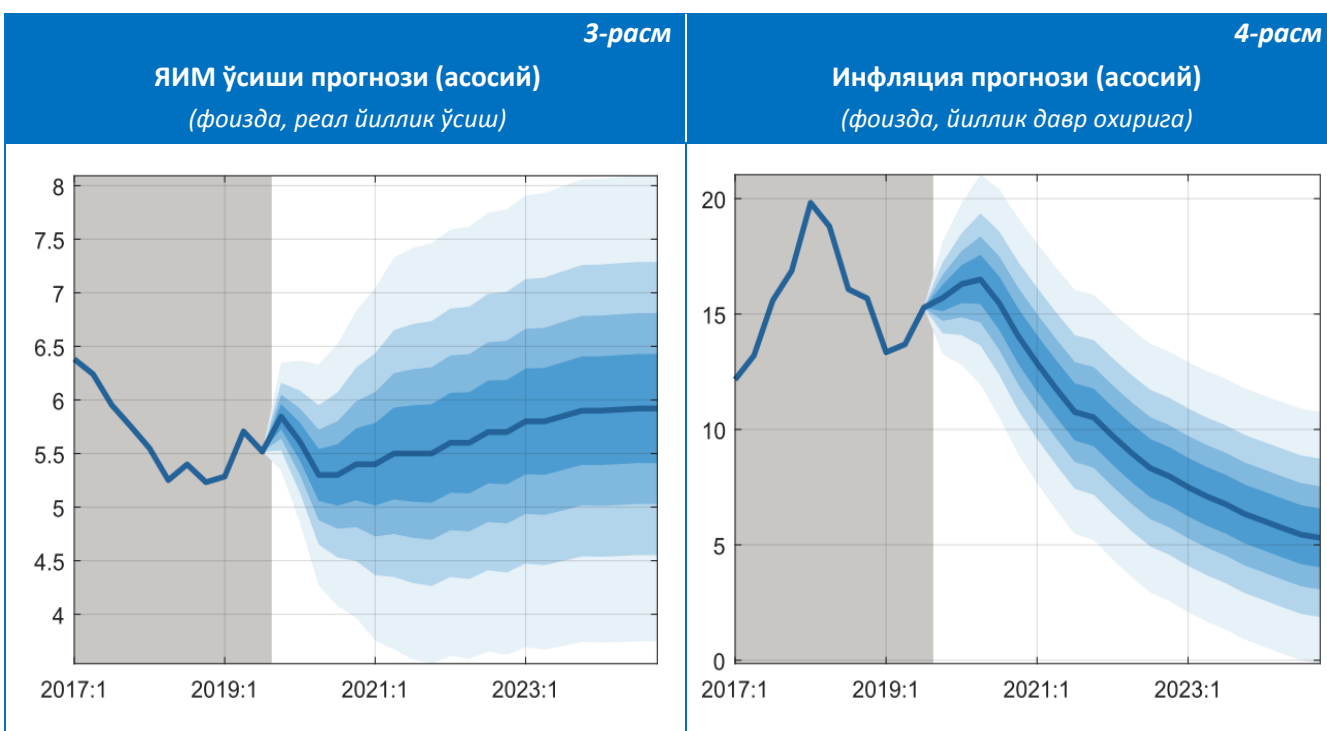 3-расм
ЯИМ ўсиши прогнози (асосий)
(фоизда, реал йиллик ўсиш)
8
7.5
7
6.5
6
5.5
5
4.5
4
2017:1 2019:1 2021:1 2023:1
4-расм
Инфляция прогнози (асосий)
(фоизда, йиллик давр охирига)
20
15
10
5
0
2017:1 2019:1 2021:1 2023:1